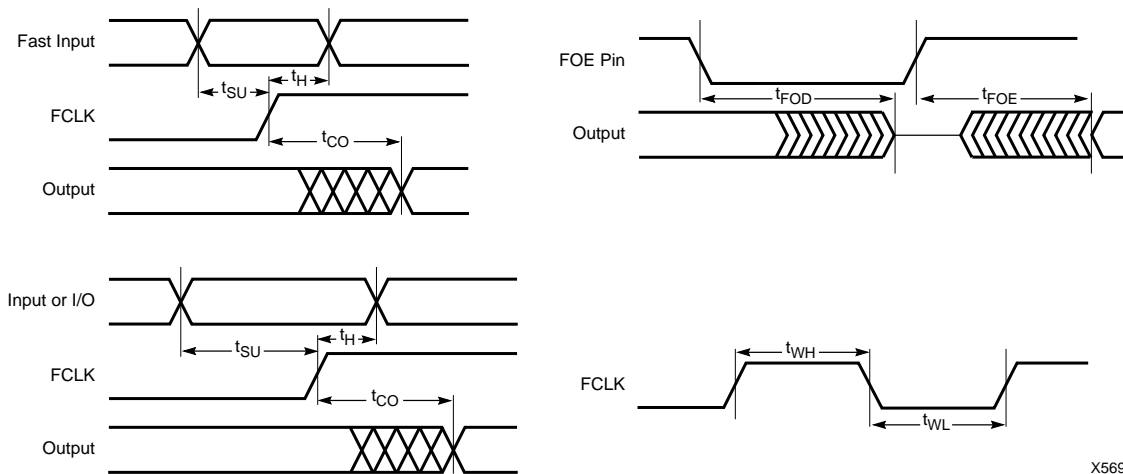 Fast Input
tSU
tH
FCLK
tCO
Output
FOE Pin
tFOD
tFOE
Output
Input or I/O
tSU
tH
FCLK
tCO
Output
tWH
FCLK
tWL
X569